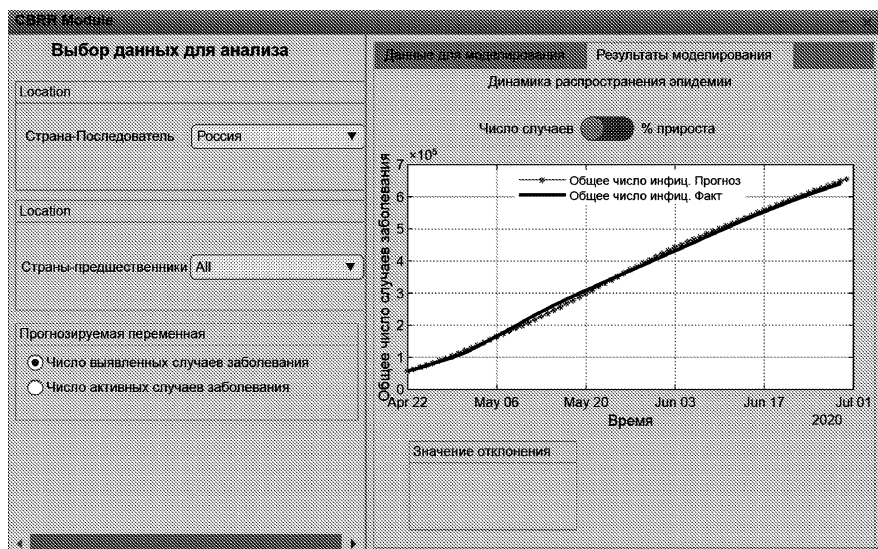 CBRR Module
Выбор данных для анализа
Location
Страна-Последователь Россия
Location
Страны-предшественники All
Прогнозируемая переменная
Число выявленных случаев заболевания
Число активных случаев заболевания
Данные для моделирования Результаты моделирования
Динамика распространения эпидемии
Число случаев % прироста
×10⁵
Общее число случаев заболевания
7
6
5
4
3
2
1
0
Общее число инфиц. Прогноз
Общее число инфиц. Факт
Apr 22 May 06 May 20 Jun 03 Jun 17 Jul 01
Время 2020
Значение отклонения